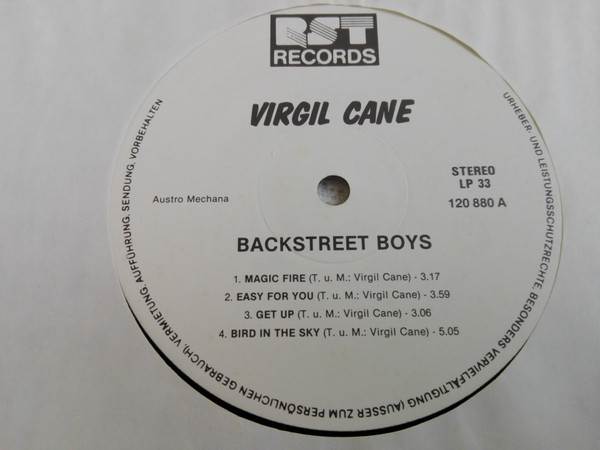 RST
RECORDS
VIRGIL CANE
STEREO
LP 33
120 880 A
Austro Mechana
BACKSTREET BOYS
1. MAGIC FIRE (T. u. M.: Virgil Cane) - 3.17
2. EASY FOR YOU (T. u. M.: Virgil Cane) - 3.59
3. GET UP (T. u. M.: Virgil Cane) - 3.06
4. BIRD IN THE SKY (T. u. M.: Virgil Cane) - 5.05
URHEBER- UND LEISTUNGSSCHUTZRECHTE, BESONDERS VERVIELFÄLTIGUNG (AUSSER ZUM PERSÖNLICHEN GEBRAUCH), VERMIETUNG, AUFFÜHRUNG, SENDUNG, VORBEHALTEN